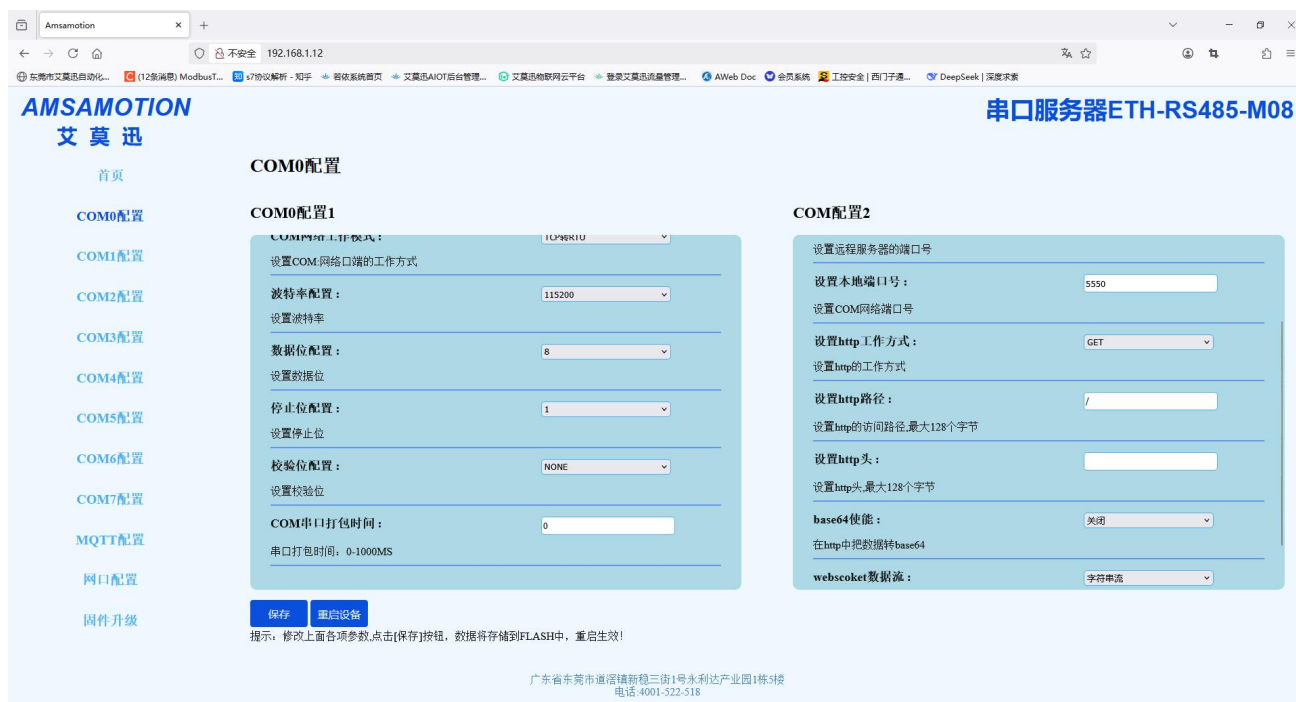 Amsamotion
不安全 192.168.1.12
东莞市艾莫迅自动化... (12条消息) ModbusT... s7协议解析 - 知乎 若依系统首页 艾莫迅AIOT后台管理... 艾莫迅物联网云平台 登录艾莫迅流量管理... AWeb Doc 会员系统 工控安全 | 西门子通... DeepSeek | 深度求索
AMSAMOTION
艾莫迅
串口服务器ETH-RS485-M08
首页
COM0配置
COM1配置
COM2配置
COM3配置
COM4配置
COM5配置
COM6配置
COM7配置
MQTT配置
网口配置
固件升级
COM0配置
COM0配置1
COM网络工作模式： TCP转RTU
设置COM:网络口端的工作方式
波特率配置： 115200
设置波特率
数据位配置： 8
设置数据位
停止位配置： 1
设置停止位
校验位配置： NONE
设置校验位
COM串口打包时间： 0
串口打包时间：0-1000MS
COM配置2
设置远程服务器的端口号
设置本地端口号： 5550
设置COM网络端口号
设置http工作方式： GET
设置http的工作方式
设置http路径： /
设置http的访问路径,最大128个字节
设置http头：
设置http头,最大128个字节
base64使能： 关闭
在http中把数据转base64
webscoket数据流： 字符串流
保存 重启设备
提示：修改上面各项参数,点击[保存]按钮，数据将存储到FLASH中，重启生效！
广东省东莞市道滘镇新稳三街1号永利达产业园1栋5楼
电话:4001-522-518